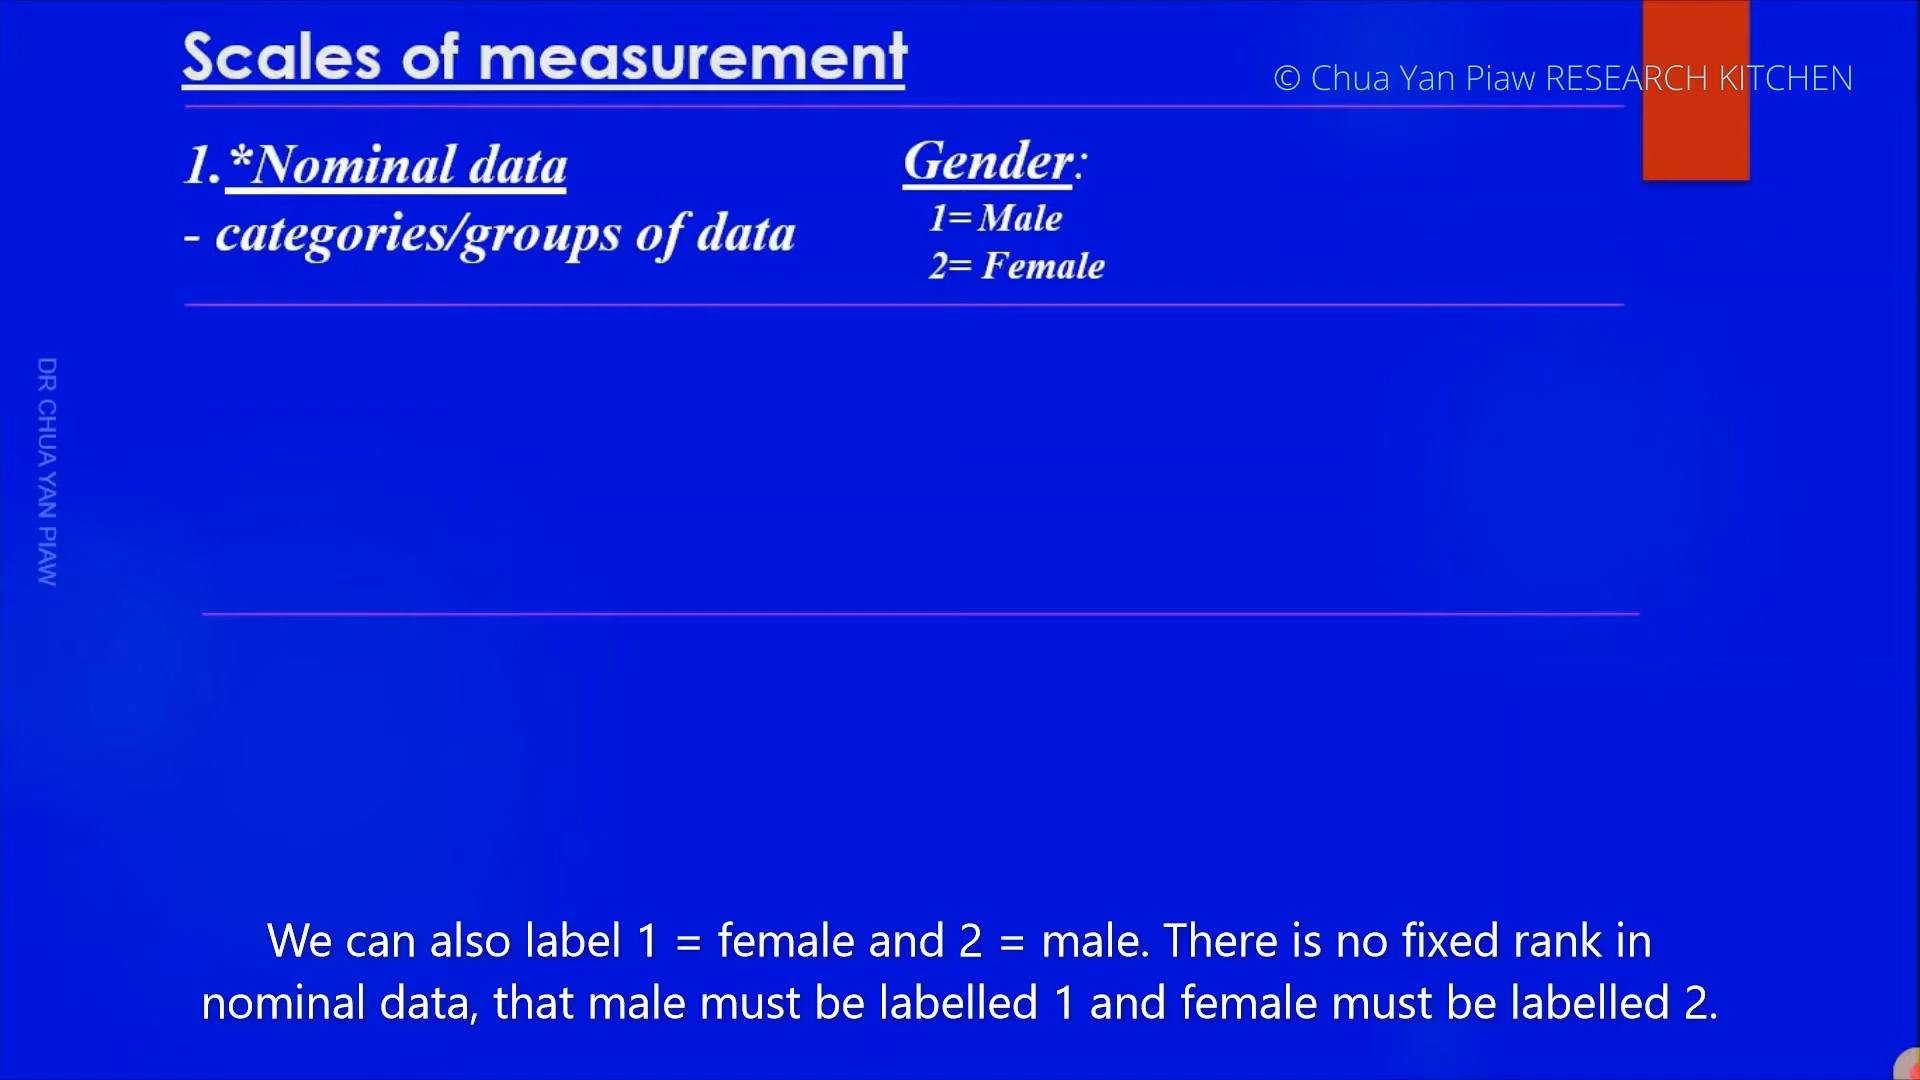 Scales of measurement
© Chua Yan Piaw RESEARCH KITCHEN
1.*Nominal data
- categories/groups of data
Gender:
1= Male
2= Female
DR CHUA YAN PIAW
We can also label 1 = female and 2 = male. There is no fixed rank in
nominal data, that male must be labelled 1 and female must be labelled 2.